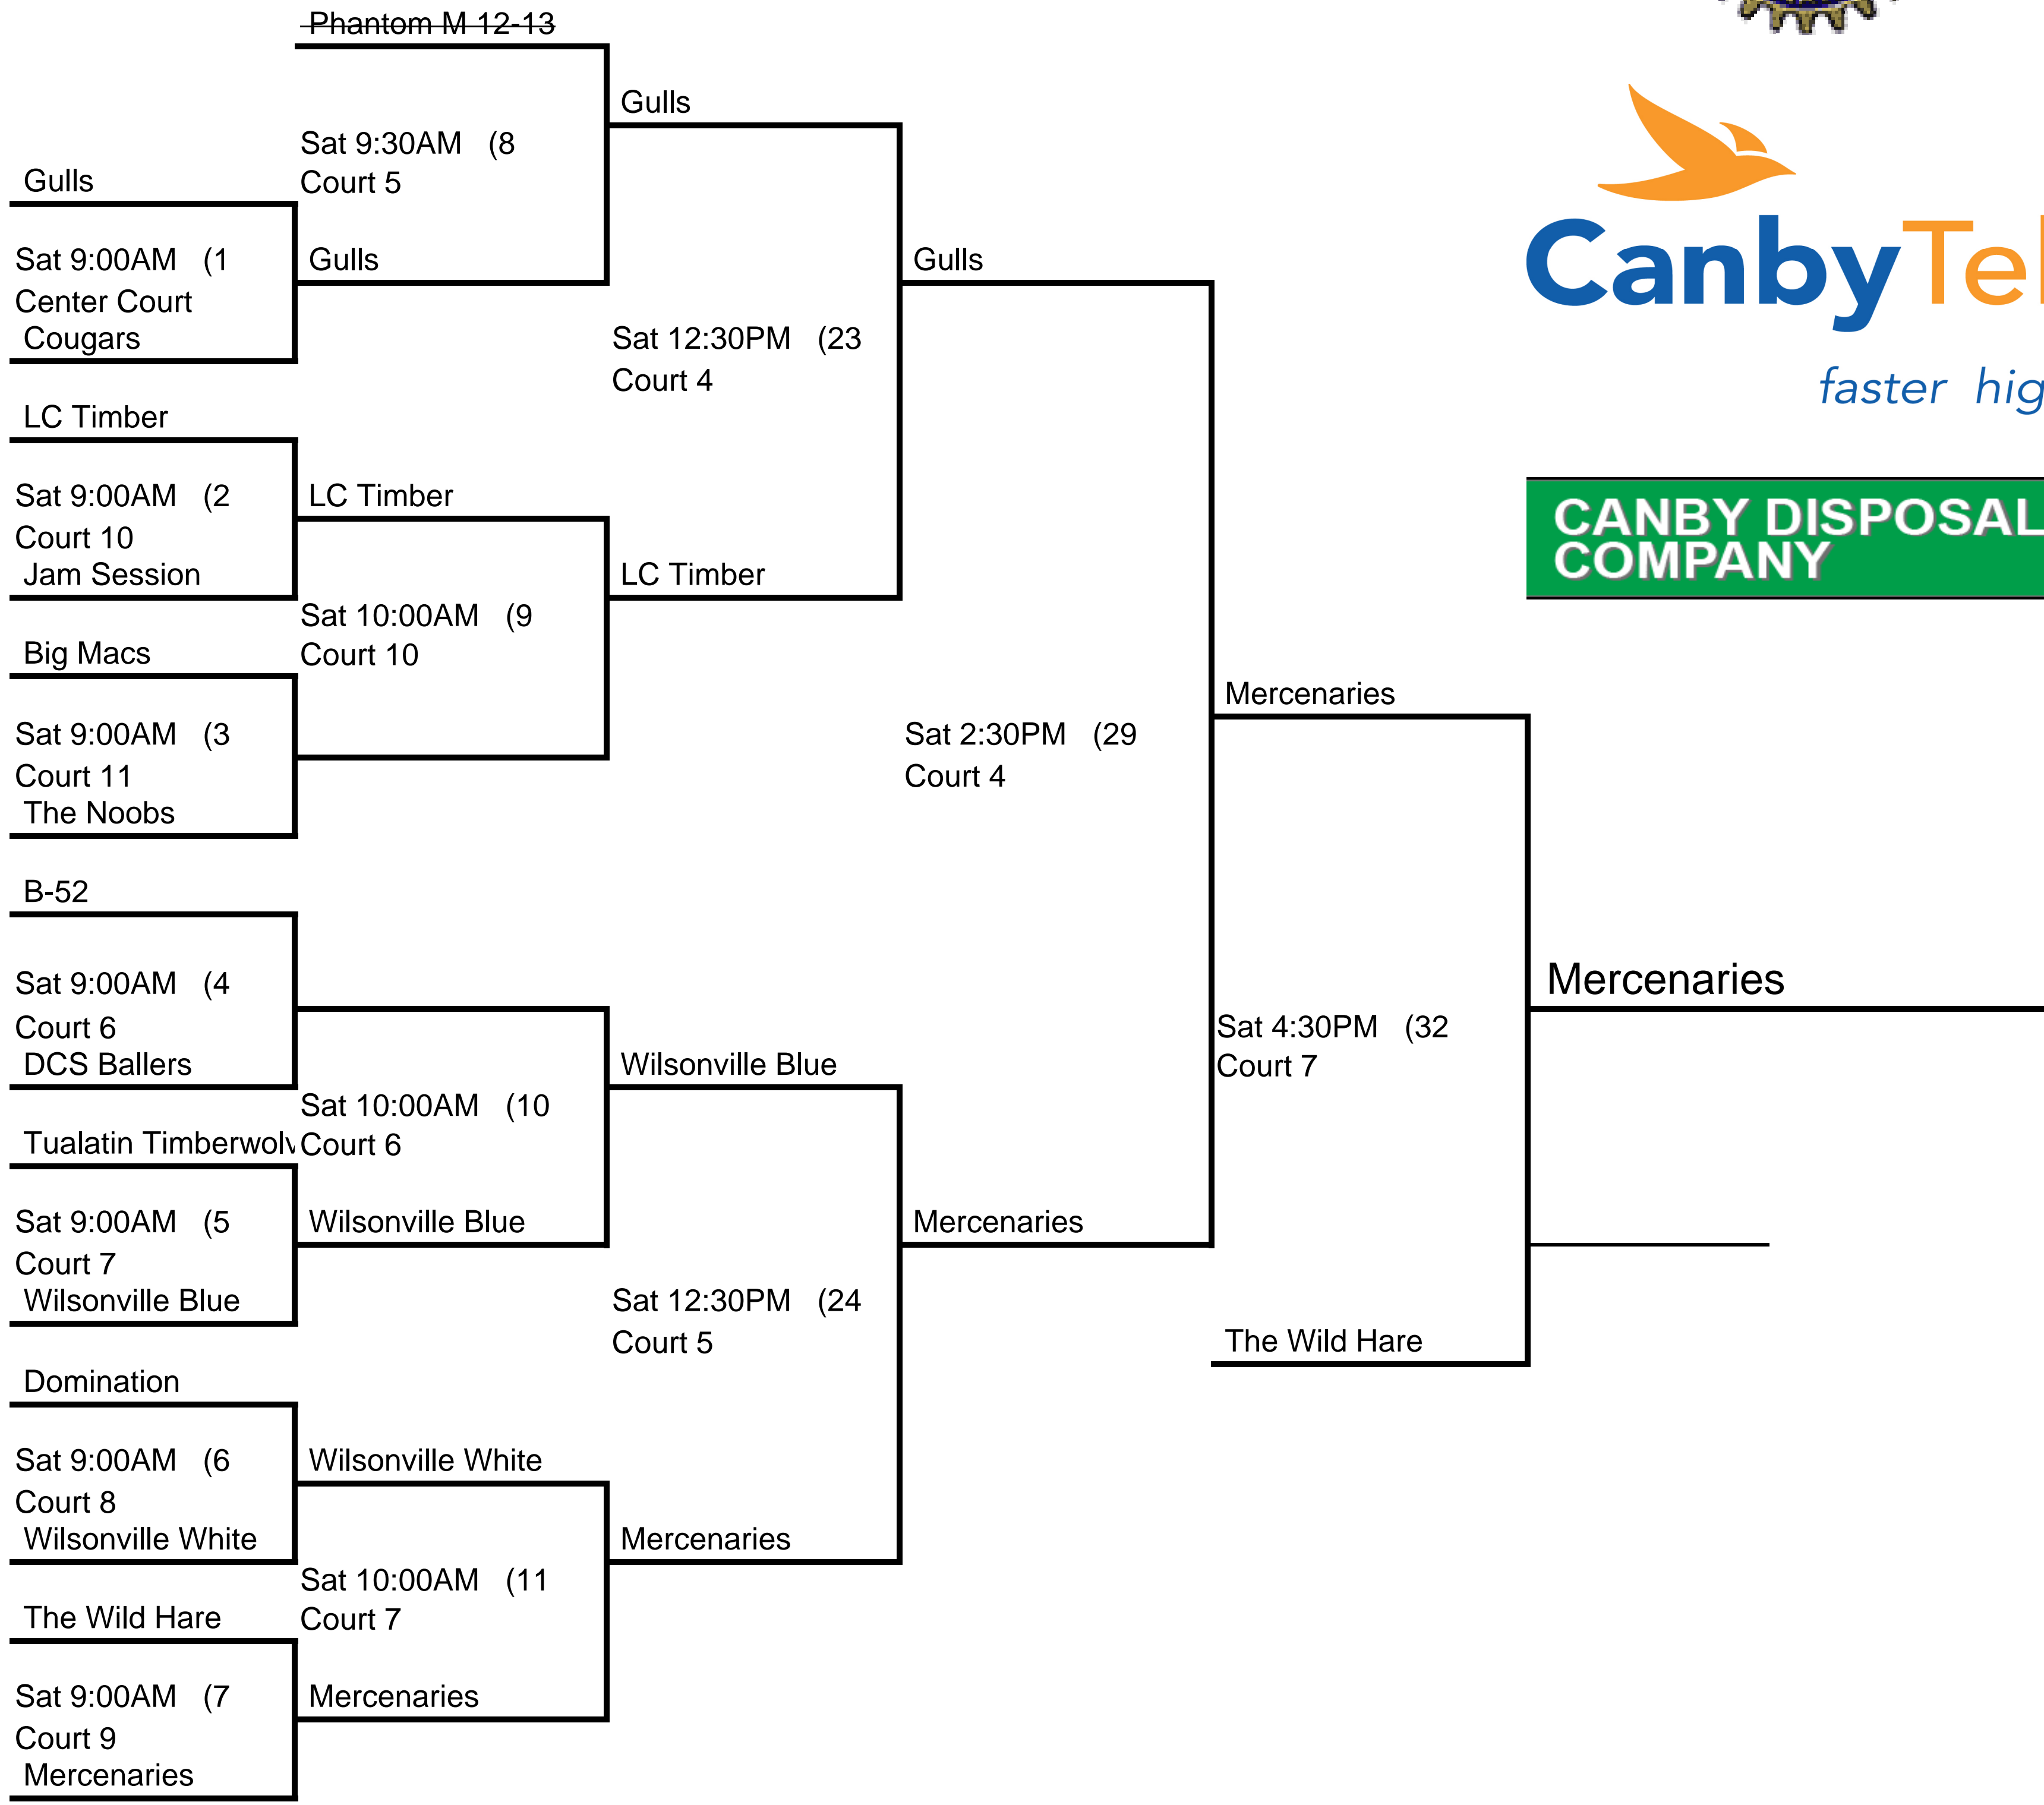 Phantom M 12-13
Gulls
Sat 9:30AM (8
Court 5
Gulls
Sat 9:00AM (1
Center Court
Cougars
Gulls
Gulls
Sat 12:30PM (23
Court 4
LC Timber
Sat 9:00AM (2
Court 10
Jam Session
LC Timber
LC Timber
Sat 10:00AM (9
Court 10
Big Macs
Sat 9:00AM (3
Court 11
The Noobs
Sat 2:30PM (29
Court 4
Mercenaries
B-52
Sat 9:00AM (4
Court 6
DCS Ballers
Wilsonville Blue
Sat 10:00AM (10
Court 6
Tualatin Timberwolv
Sat 9:00AM (5
Court 7
Wilsonville Blue
Wilsonville Blue
Mercenaries
Sat 12:30PM (24
Court 5
Sat 4:30PM (32
Court 7
Mercenaries
The Wild Hare
Domination
Sat 9:00AM (6
Court 8
Wilsonville White
Wilsonville White
Mercenaries
Sat 10:00AM (11
Court 7
The Wild Hare
Sat 9:00AM (7
Court 9
Mercenaries
Mercenaries
CanbyTel
faster hig
CANBY DISPOSAL
COMPANY